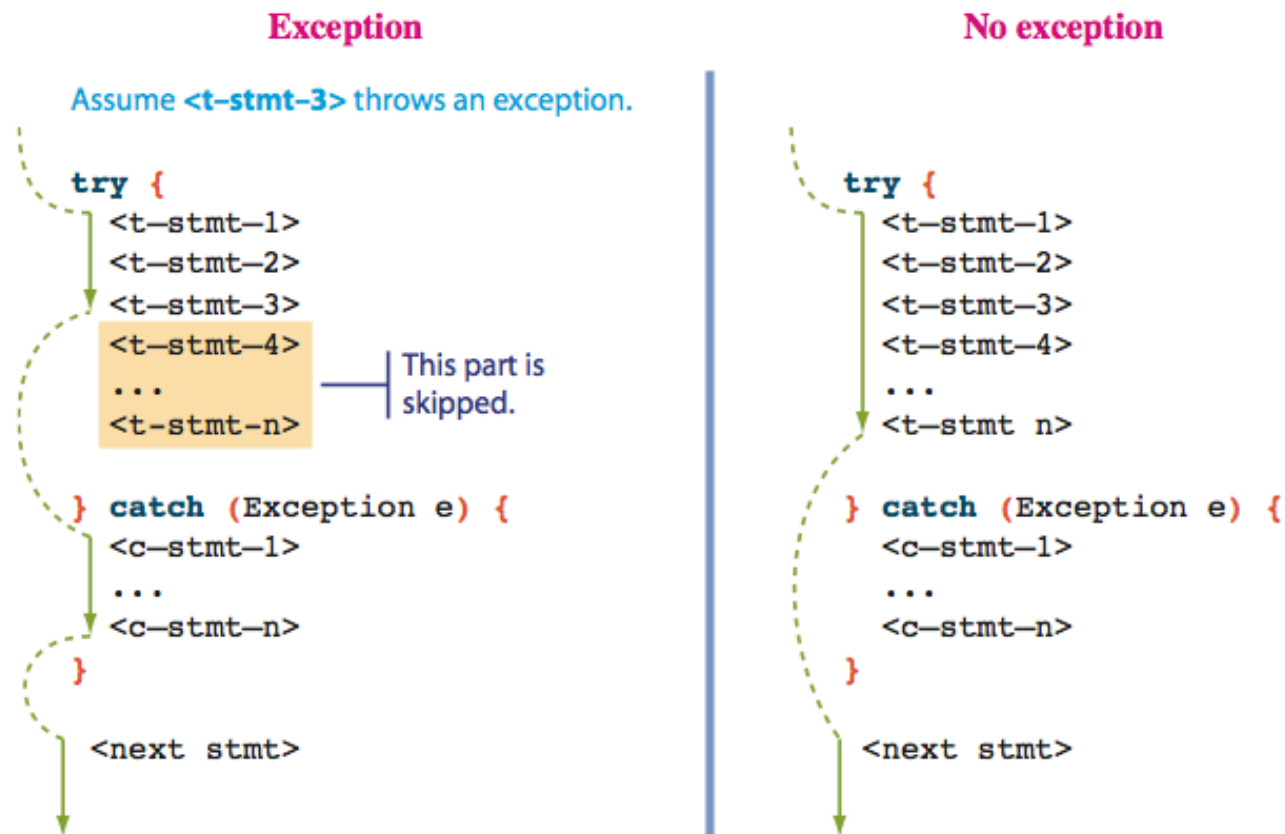 Exception
Assume <t–stmt–3> throws an exception.
try {
<t–stmt–1>
<t–stmt–2>
<t–stmt–3>
<t–stmt–4>
...
<t-stmt-n>
This part is
skipped.
} catch (Exception e) {
<c–stmt–1>
...
<c–stmt–n>
}
<next stmt>
No exception
try {
<t–stmt–1>
<t–stmt–2>
<t–stmt–3>
<t–stmt–4>
...
<t–stmt n>
} catch (Exception e) {
<c–stmt–1>
...
<c–stmt–n>
}
<next stmt>